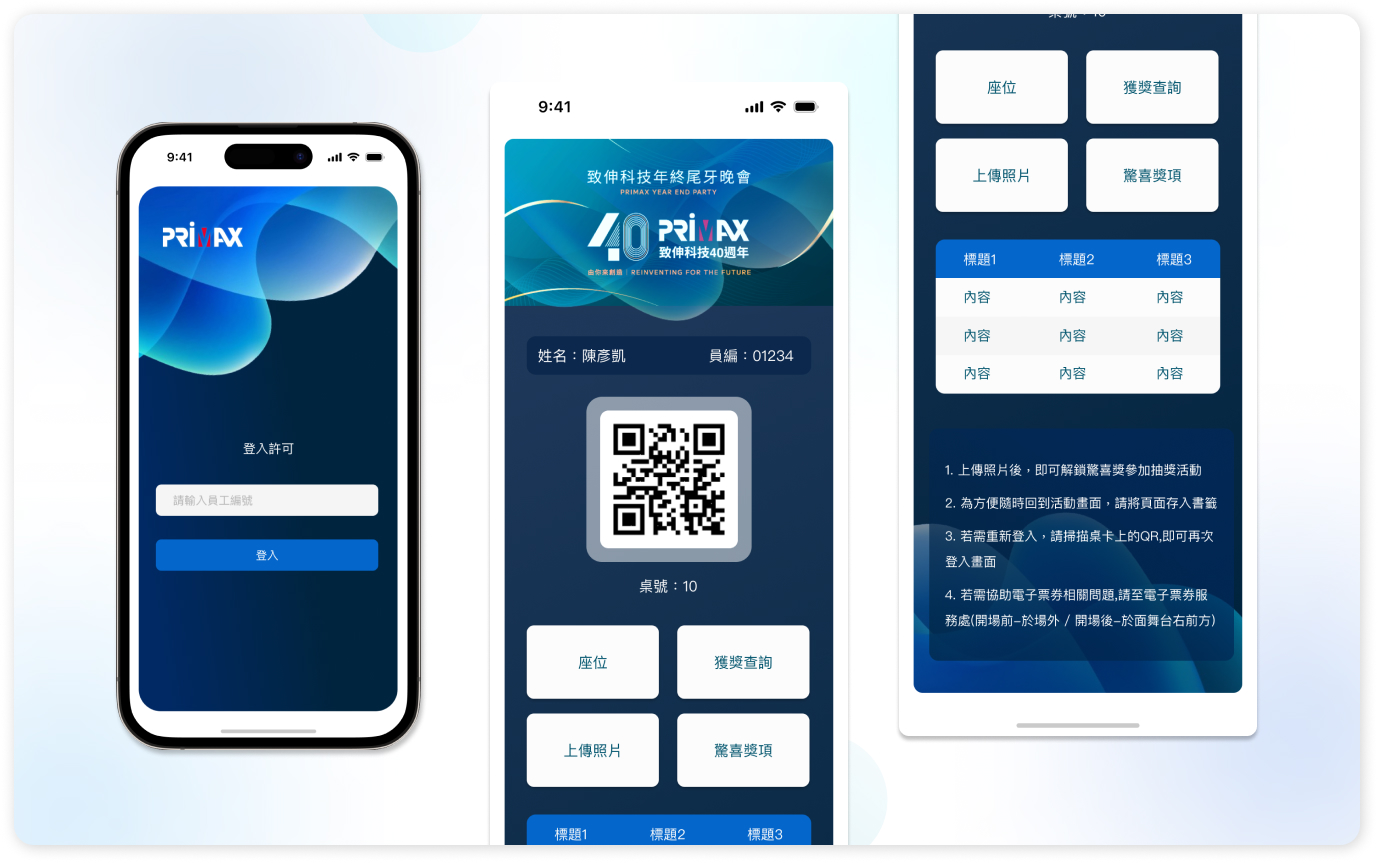 9:41
PRIMAX
登入許可
請輸入員工編號
登入
9:41
致伸科技年終尾牙晚會
PRIMAX YEAR END PARTY
40 PRIMAX
致伸科技40週年
由你來創造｜REINVENTING FOR THE FUTURE
姓名：陳彥凱 員編：01234
桌號：10
座位 獲獎查詢
上傳照片 驚喜獎項
標題1 標題2 標題3
桌號：10
座位 獲獎查詢
上傳照片 驚喜獎項
標題1 標題2 標題3
內容 內容 內容
內容 內容 內容
內容 內容 內容
1. 上傳照片後，即可解鎖驚喜獎參加抽獎活動
2. 為方便隨時回到活動畫面，請將頁面存入書籤
3. 若需重新登入，請掃描桌卡上的QR,即可再次
登入畫面
4. 若需協助電子票券相關問題,請至電子票券服
務處(開場前–於場外 / 開場後–於面舞台右前方)